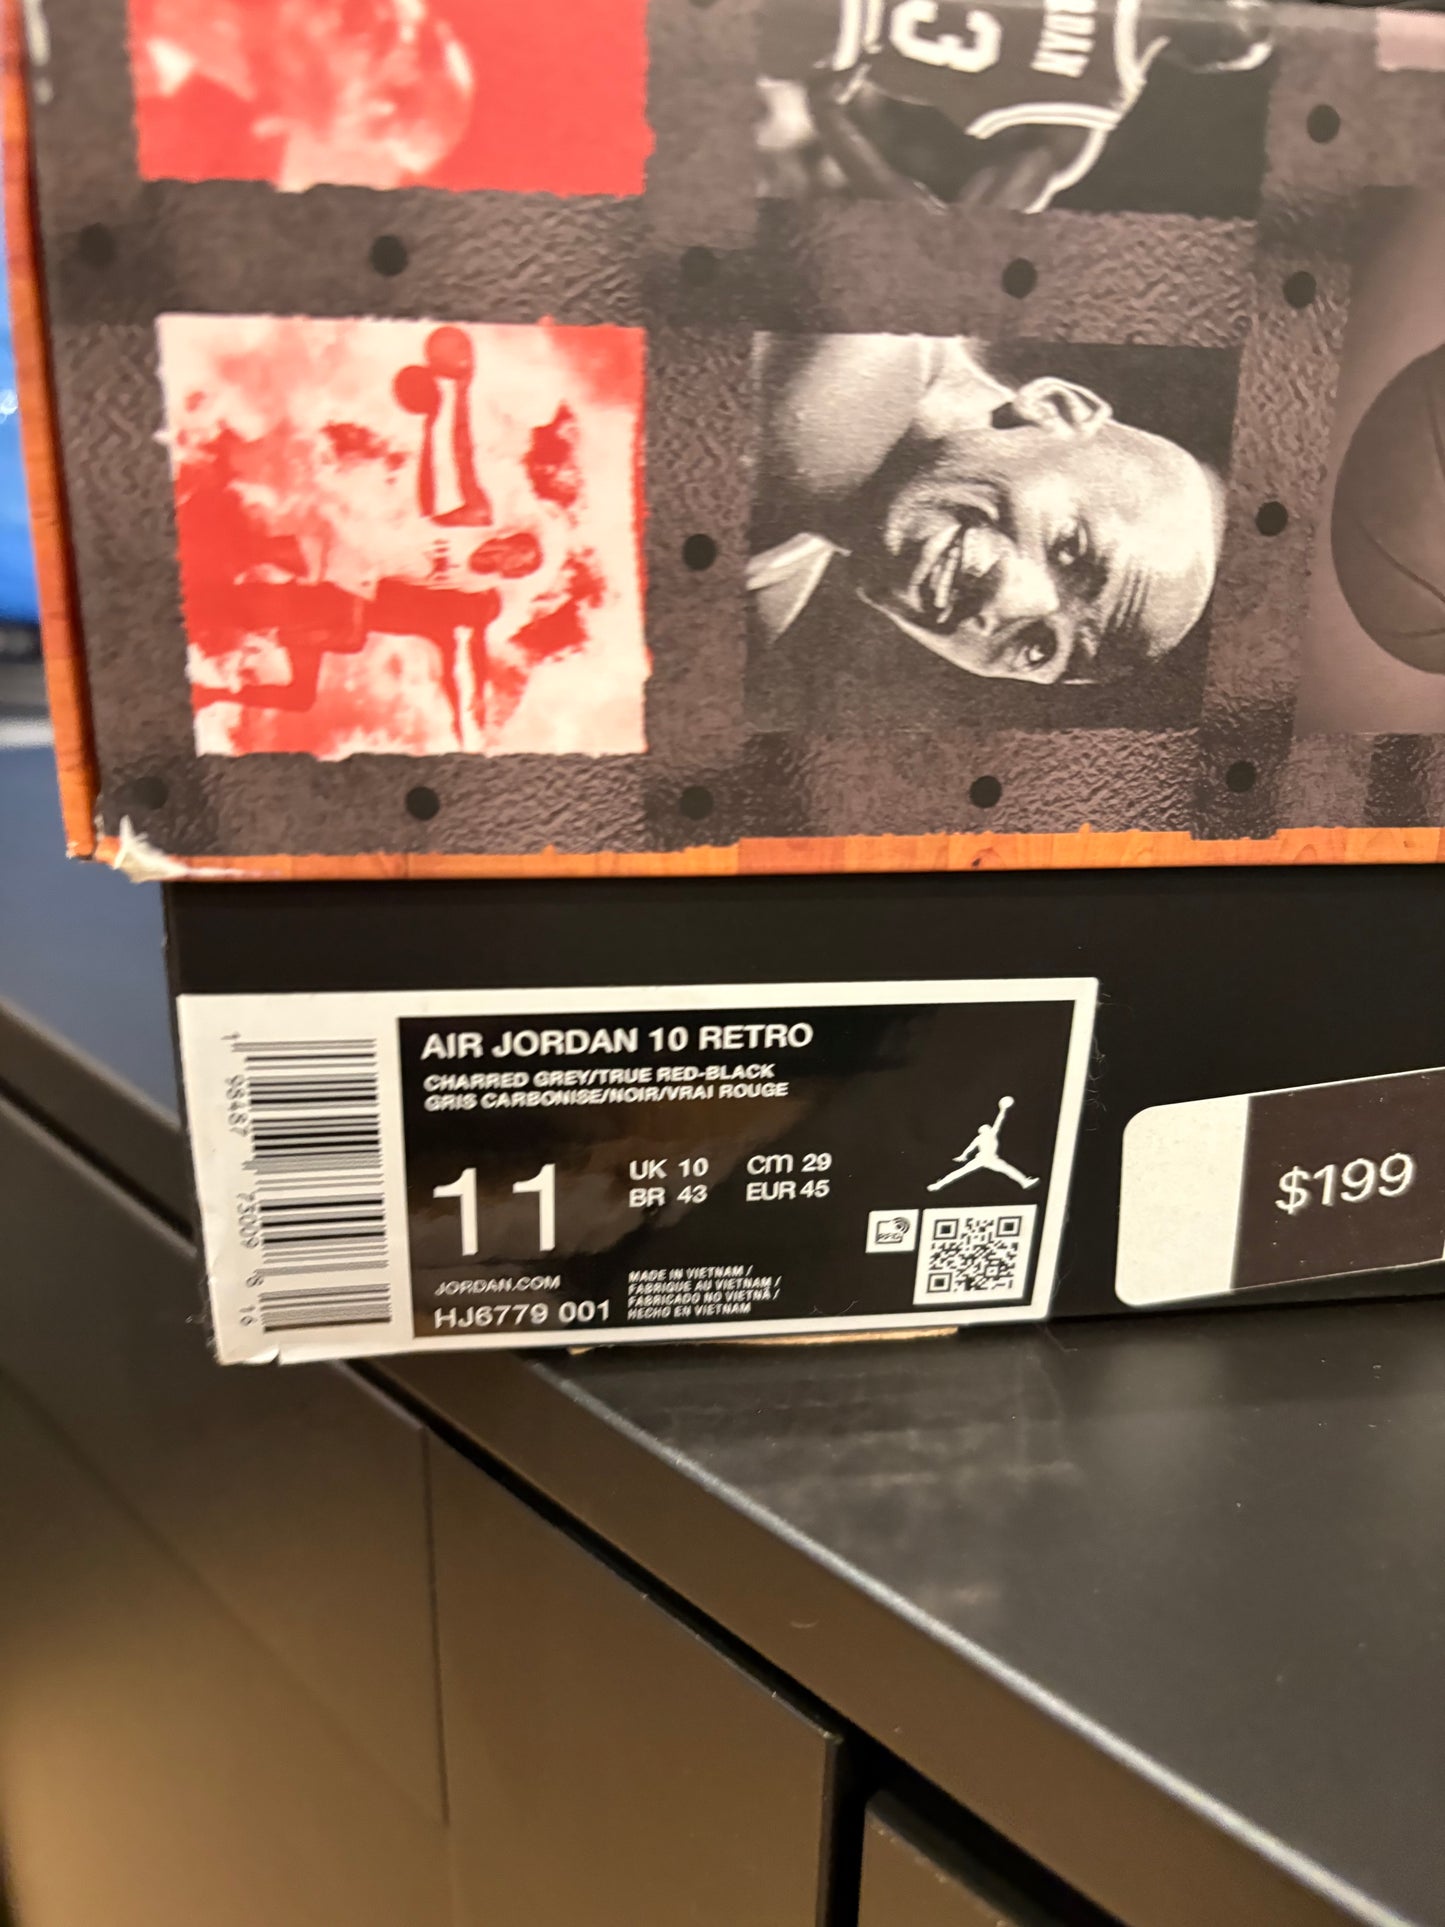 3
AIR JORDAN 10 RETRO
CHARRED GREY/TRUE RED-BLACK
GRIS CARBONISE/NOIR/VRAI ROUGE
11
UK 10 CM 29
BR 43 EUR 45
RFID
JORDAN.COM
HJ6779 001
MADE IN VIETNAM /
FABRIQUE AU VIETNAM /
FABRICADO NO VIETNÃ /
HECHO EN VIETNAM
$199